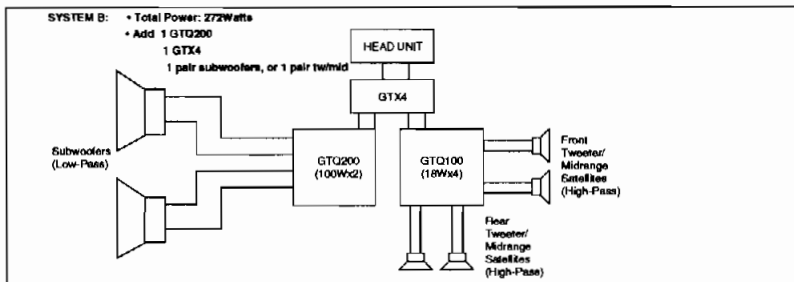 SYSTEM B: • Total Power: 272Watts
• Add 1 GTQ200
1 GTX4
1 pair subwoofers, or 1 pair tw/mid
HEAD UNIT
GTX4
Subwoofers
(Low-Pass)
GTQ200
(100Wx2)
GTQ100
(18Wx4)
Front
Tweeter/
Midrange
Satellites
(High-Pass)
Rear
Tweeter/
Midrange
Satellites
(High-Pass)